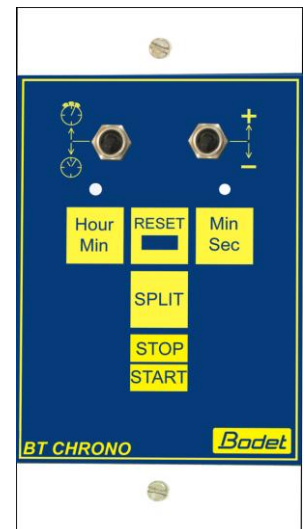 +
-
Hour
Min
RESET
Min
Sec
SPLIT
STOP
START
BT CHRONO
Bodet